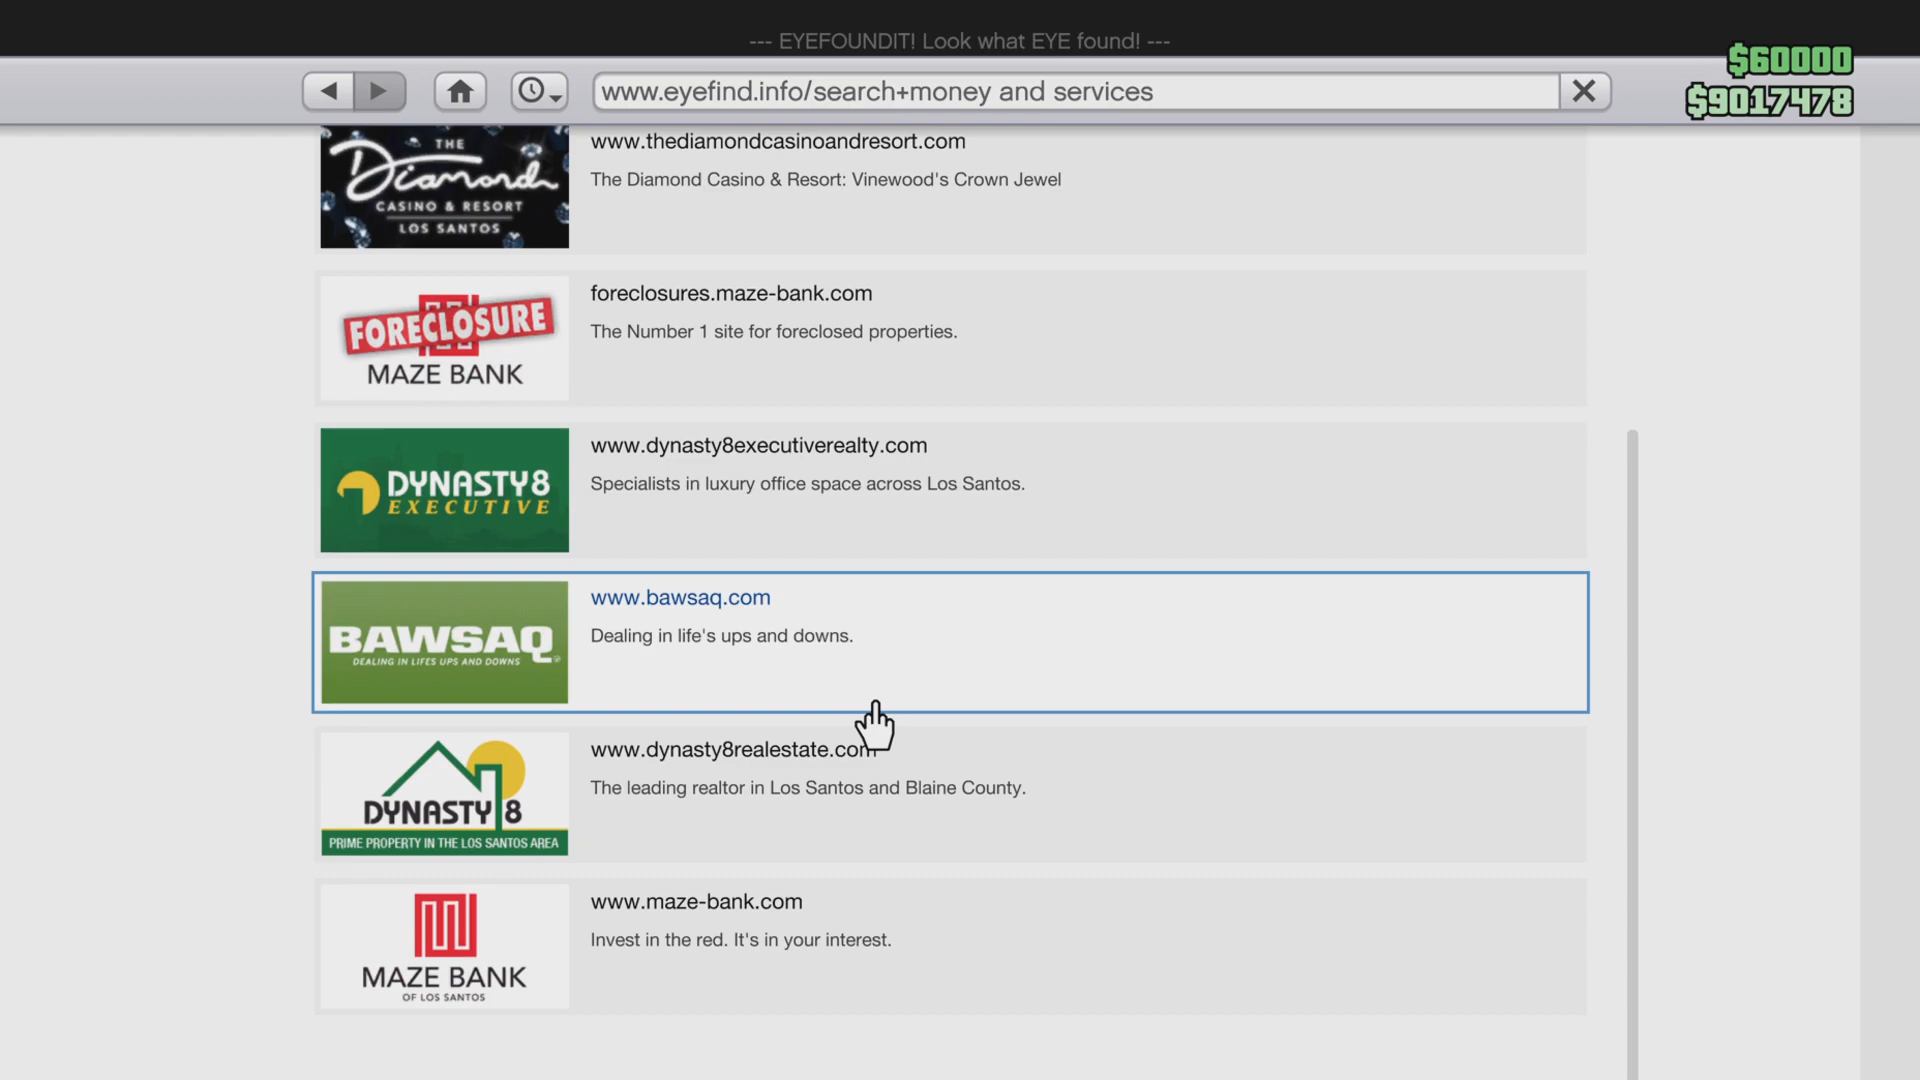 --- EYEFOUNDIT! Look what EYE found! ---
$60000
www.eyefind.info/search+money and services
$9017478
THE
Diamond
CASINO & RESORT
LOS SANTOS
www.thediamondcasinoandresort.com
The Diamond Casino & Resort: Vinewood's Crown Jewel
FORECLOSURE
MAZE BANK
foreclosures.maze-bank.com
The Number 1 site for foreclosed properties.
DYNASTY8
EXECUTIVE
www.dynasty8executiverealty.com
Specialists in luxury office space across Los Santos.
BAWSAQ
DEALING IN LIFES UPS AND DOWNS
www.bawsaq.com
Dealing in life's ups and downs.
DYNASTY 8
PRIME PROPERTY IN THE LOS SANTOS AREA
www.dynasty8realestate.com
The leading realtor in Los Santos and Blaine County.
MAZE BANK
OF LOS SANTOS
www.maze-bank.com
Invest in the red. It's in your interest.